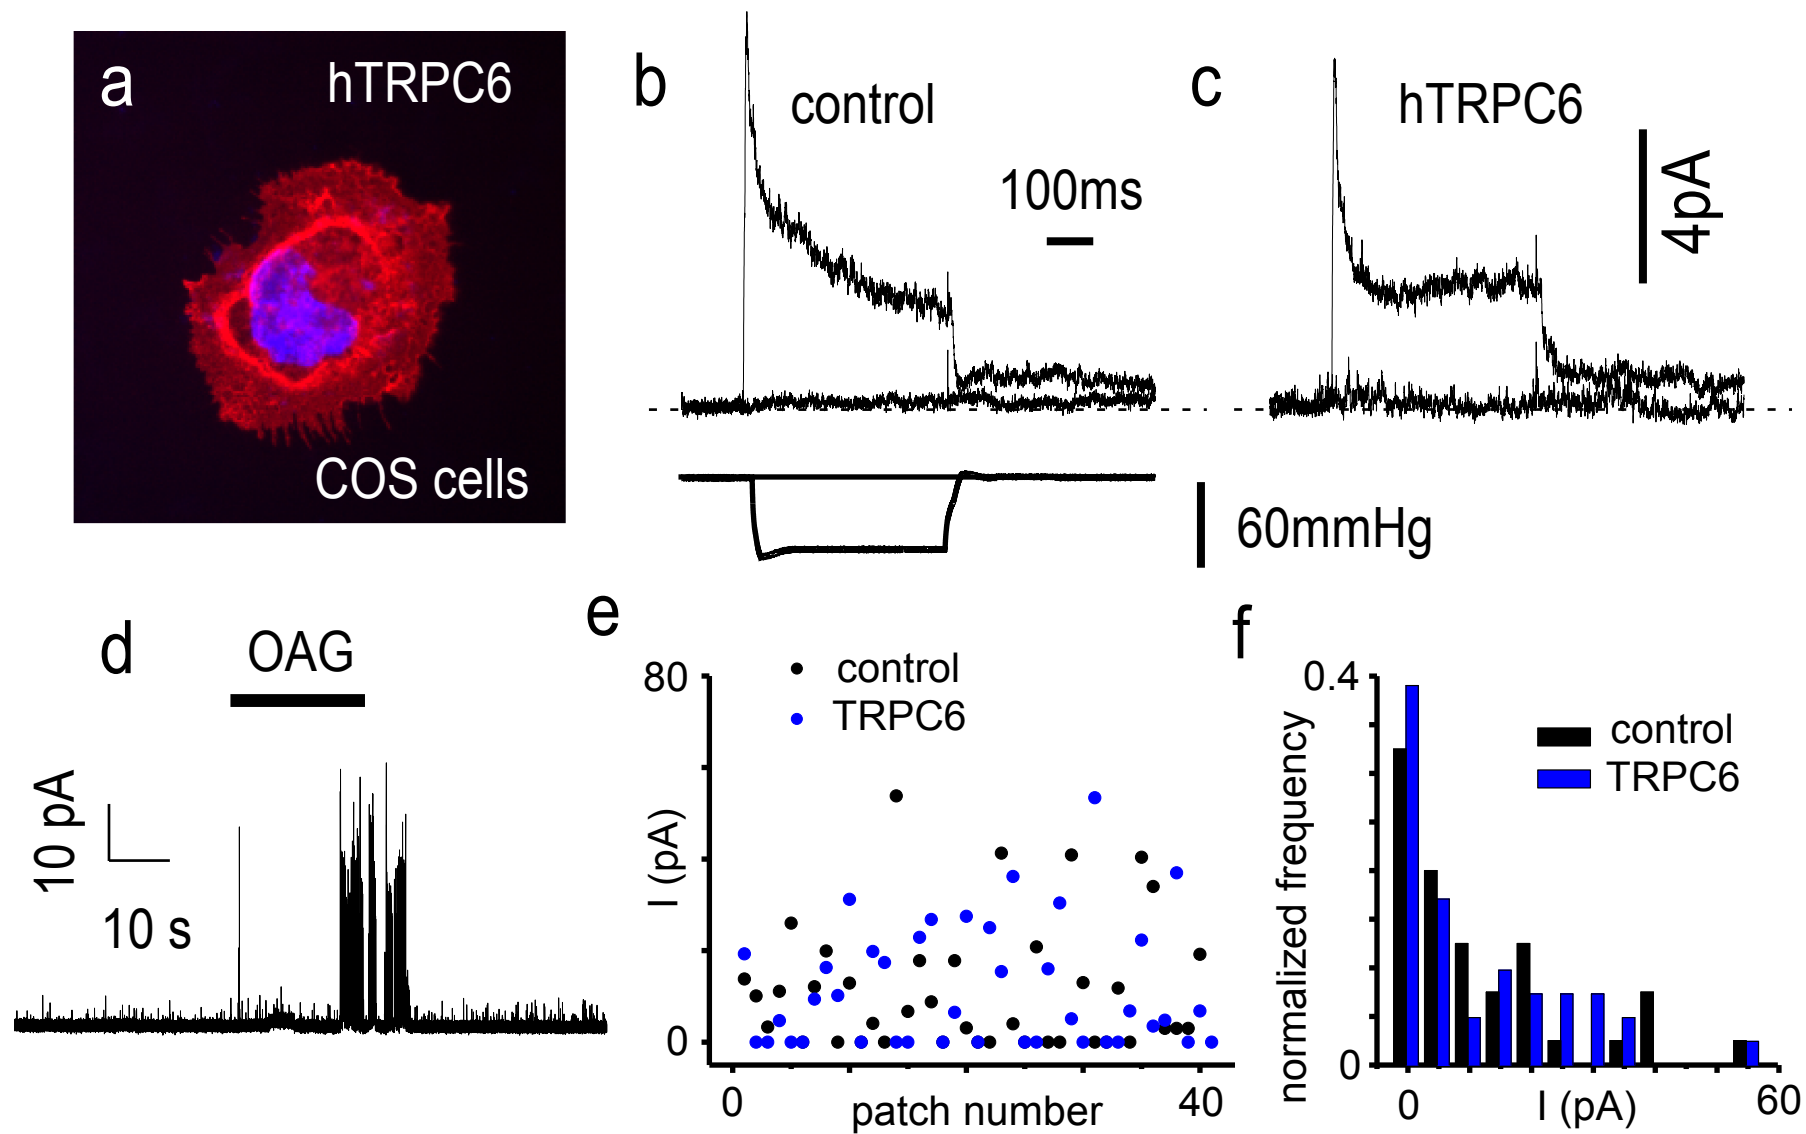 a
hTRPC6
COS cells
b
control
100ms
c
hTRPC6
4pA
60mmHg
d
OAG
10 pA
10 s
e
control
TRPC6
80
0
I (pA)
0
40
patch number
f
control
TRPC6
0.4
0
normalized frequency
0
60
I (pA)